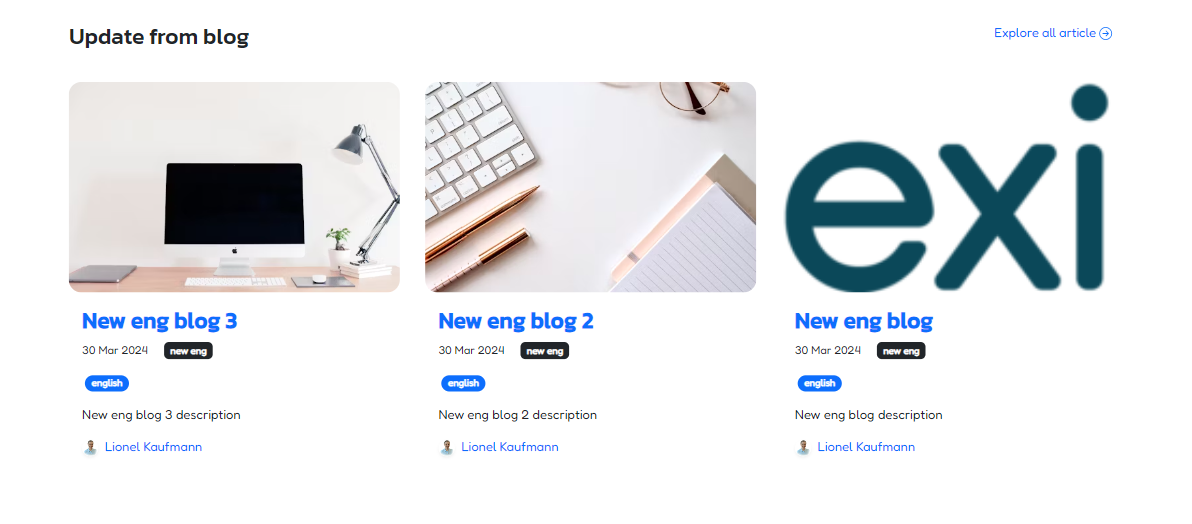 Update from blog
Explore all article
exi
New eng blog 3
30 Mar 2024 new eng
english
New eng blog 3 description
Lionel Kaufmann
New eng blog 2
30 Mar 2024 new eng
english
New eng blog 2 description
Lionel Kaufmann
New eng blog
30 Mar 2024 new eng
english
New eng blog description
Lionel Kaufmann